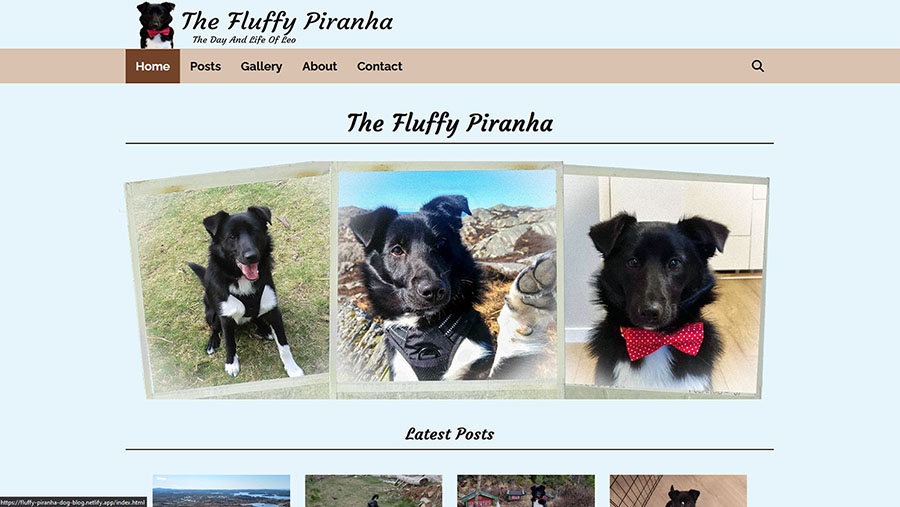 The Fluffy Piranha
The Day And Life Of Leo
Home Posts Gallery About Contact
The Fluffy Piranha
Latest Posts
https://fluffy-piranha-dog-blog.netlify.app/index.html